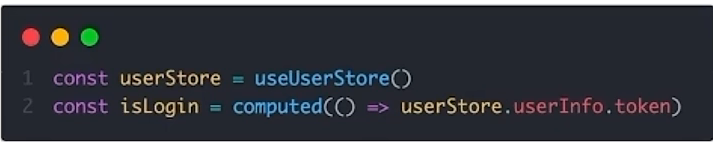 1 const userStore = useUserStore()
2 const isLogin = computed(() => userStore.userInfo.token)